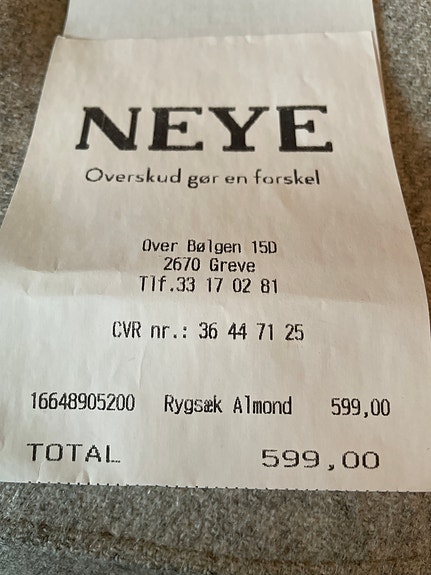 NEYE
Overskud gør en forskel
Over Bølgen 15D
2670 Greve
Tlf.33 17 02 81
CVR nr.: 36 44 71 25
16648905200 Rygsæk Almond 599,00
TOTAL 599,00